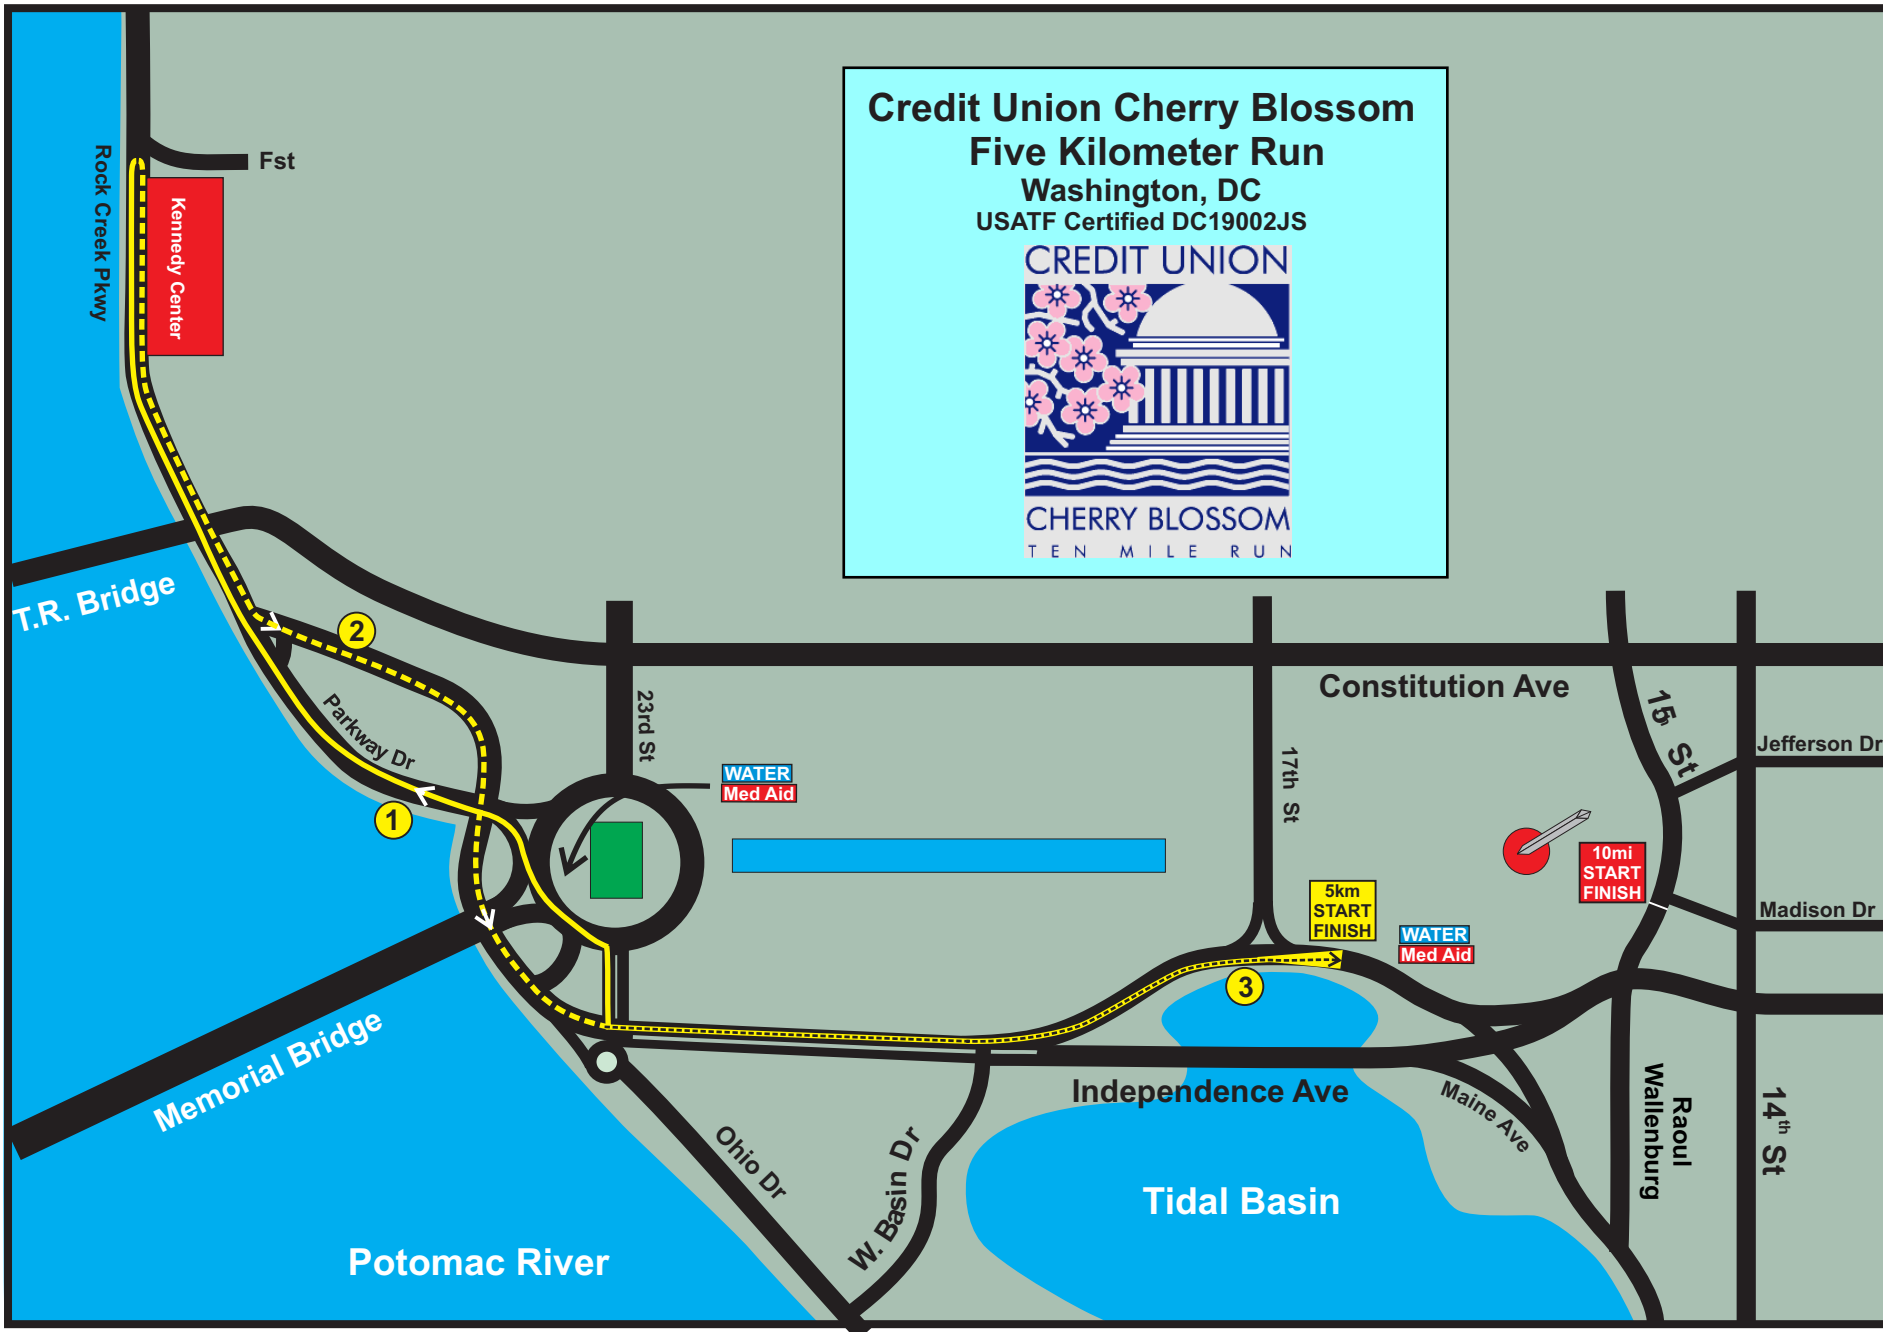 Credit Union Cherry Blossom
Five Kilometer Run
Washington, DC
USATF Certified DC19002JS
CREDIT UNION
CHERRY BLOSSOM
TEN MILE RUN
Fst
Rock Creek Pkwy
Kennedy Center
T.R. Bridge
2
Parkway Dr
1
23rd St
WATER
Med Aid
Constitution Ave
17th St
15th St
Jefferson Dr
10mi
START
FINISH
5km
START
FINISH
WATER
Med Aid
Madison Dr
3
Memorial Bridge
Independence Ave
Maine Ave
Raoul
Wallenburg
14th St
Ohio Dr
W. Basin Dr
Tidal Basin
Potomac River